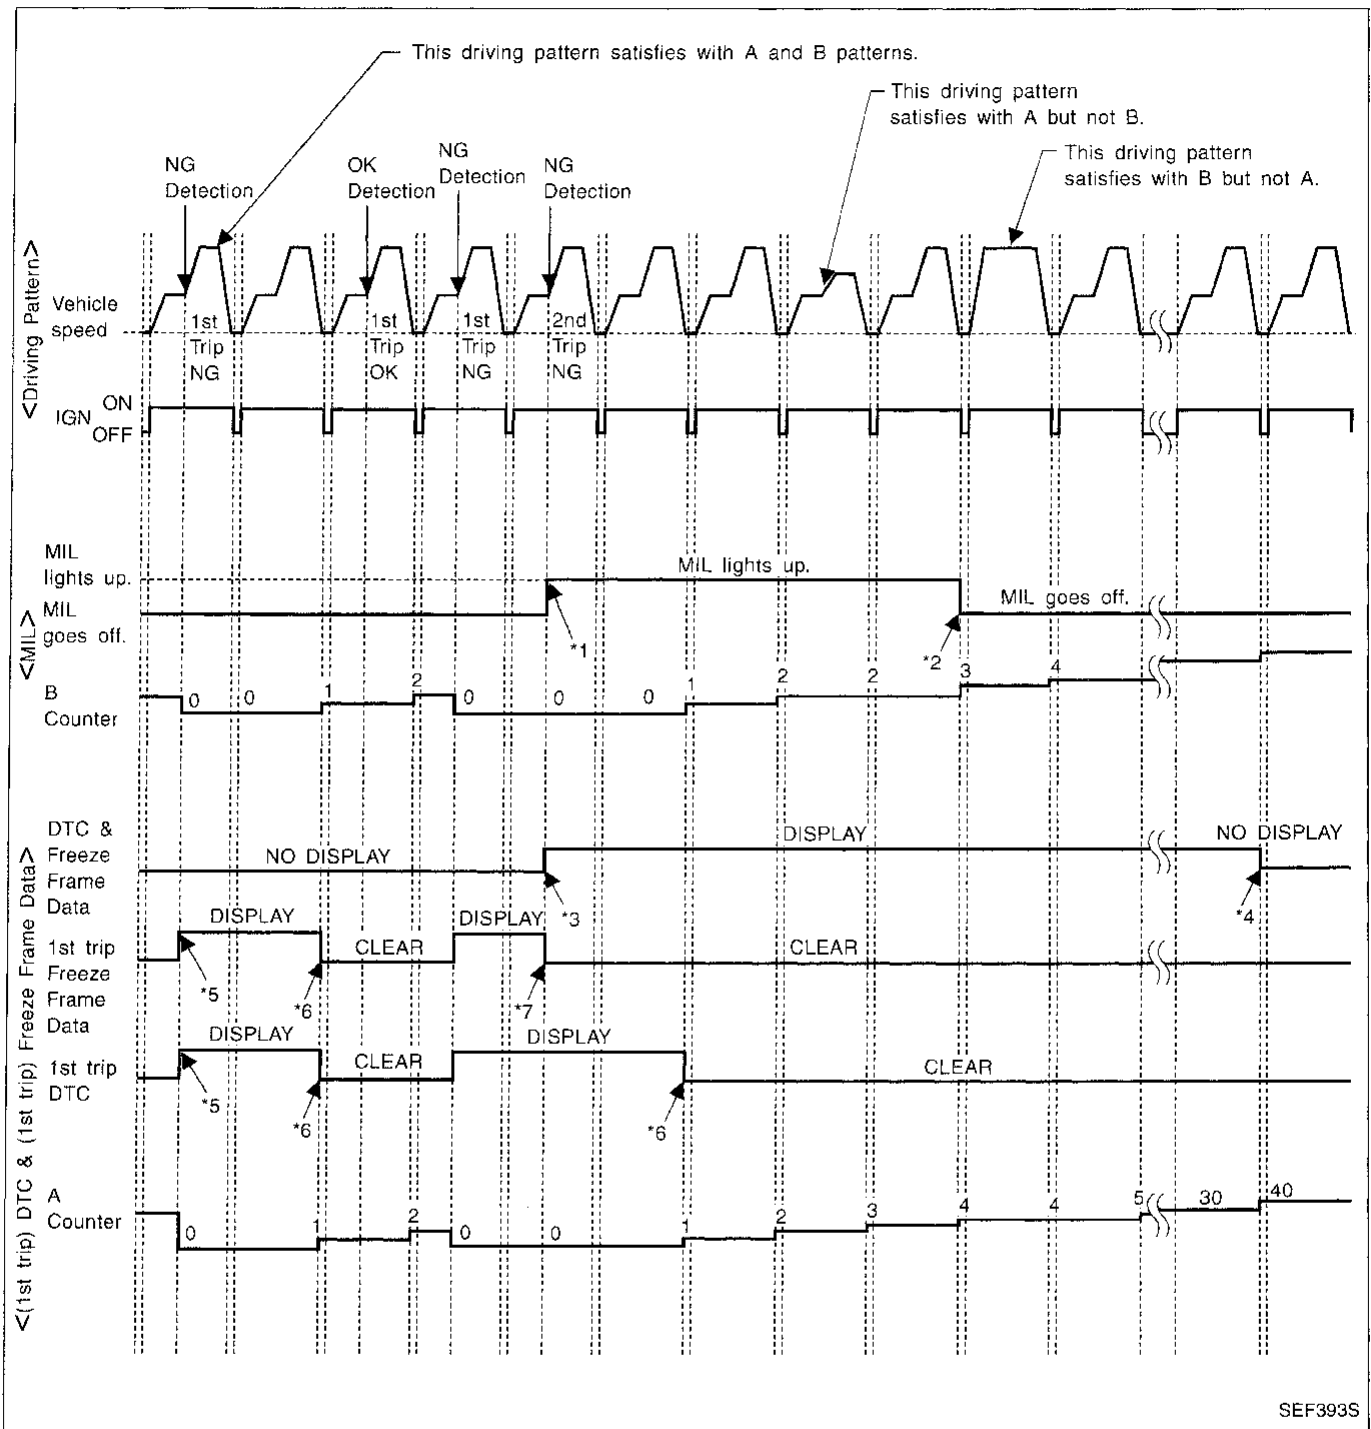 This driving pattern satisfies with A and B patterns.
This driving pattern
satisfies with A but not B.
This driving pattern
satisfies with B but not A.
NG
Detection
OK
Detection
NG
Detection
NG
Detection
<Driving Pattern>
Vehicle
speed
1st
Trip
NG
1st
Trip
OK
1st
Trip
NG
2nd
Trip
NG
IGN ON
OFF
<MIL>
MIL
lights up.
MIL
goes off.
MIL lights up.
MIL goes off.
*1
*2
B
Counter
0 0 1 2 0 0 0 1 2 2 3 4
<(1st trip) DTC & (1st trip) Freeze Frame Data>
DTC &
Freeze
Frame
Data
NO DISPLAY
DISPLAY
NO DISPLAY
*3
*4
1st trip
Freeze
Frame
Data
DISPLAY
CLEAR
DISPLAY
CLEAR
*5
*6
*7
1st trip
DTC
DISPLAY
CLEAR
DISPLAY
CLEAR
*5
*6
*6
A
Counter
0 1 2 0 0 1 2 3 4 4 5 30 40
SEF393S